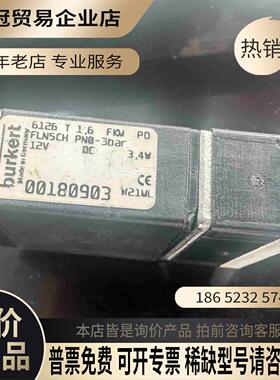 冠贸易企业店
年老店 专业服务
热销
burkert
Made in Germany
6126 T 1,6 FKM PD
FLNSCH PN0-3bar
12V DC 3,4W
00180903
CE
W21ML
价
品
186 5232 574
本店皆是询价产品 拍前咨询客服
票票免费 可开专票 稀缺型号请咨